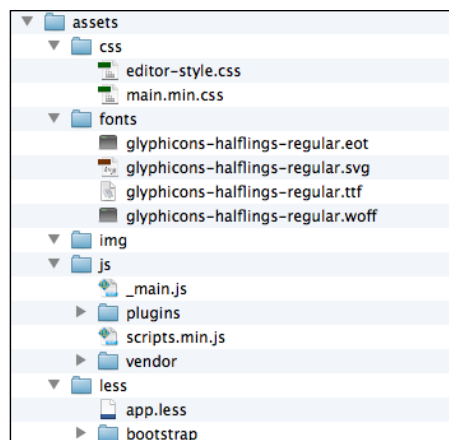 assets
css
editor-style.css
main.min.css
fonts
glyphicons-halflings-regular.eot
glyphicons-halflings-regular.svg
glyphicons-halflings-regular.ttf
glyphicons-halflings-regular.woff
img
js
_main.js
plugins
scripts.min.js
vendor
less
app.less
bootstrap